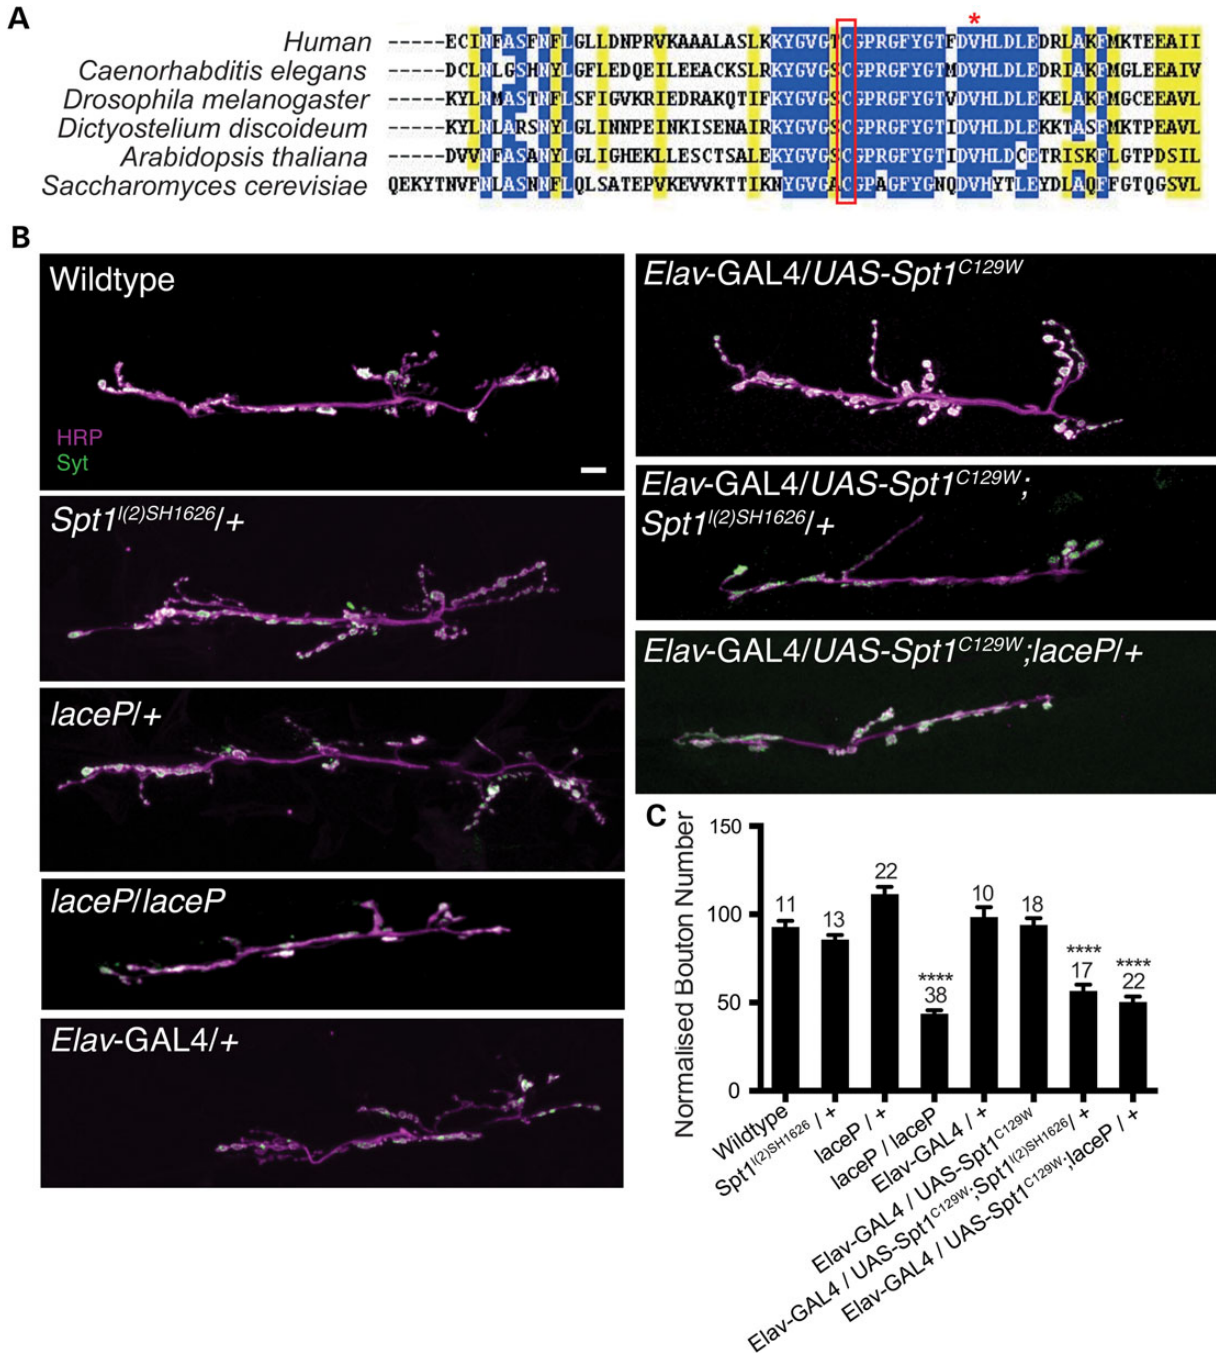 A
*
Human -----ECINFASFNFLGLLDNPRVKAAALASLKKYGVGTCGPRGFYGTFDVHLDLEDRLAKFMKTEEAII
Caenorhabditis elegans -----DCLNLGSHNYLGFLEDQEILEEACKSLRKYGVGSCGPRGFYGTMDVHLDLEDRIAKFMGLEEAIV
Drosophila melanogaster -----KYLNMASTNFLSFIGVKRIEDRAKQTIFKYGVGSCGPRGFYGTVDVHLDLEKELAKFMGCEEAVL
Dictyostelium discoideum -----KYLNLARSNYLGLINNPEINKISENAIRKYGVGSCGPRGFYGTIDVHLDLEKKTASFMKTPEAVL
Arabidopsis thaliana -----DVVNFASANYLGLIGHEKLLESCTSALEKYGVGSCGPRGFYGTIDVHLDCETRISKFLGTPDSIL
Saccharomyces cerevisiae QEKYTNVFNLASNNFLQLSATEPVKEVVKTTIKNYGVGACGPAGFYGNQDVHYTLEYDLAQFFGTQGSVL
B
Wildtype
HRP
Syt
Spt1l(2)SH1626/+
laceP/+
laceP/laceP
Elav-GAL4/+
Elav-GAL4/UAS-Spt1C129W
Elav-GAL4/UAS-Spt1C129W;
Spt1l(2)SH1626/+
Elav-GAL4/UAS-Spt1C129W;laceP/+
C
Normalised Bouton Number
150
100
50
0
11
13
22
****
38
10
18
****
17
****
22
Wildtype
Spt1l(2)SH1626 / +
laceP / +
laceP / laceP
Elav-GAL4 / +
Elav-GAL4 / UAS-Spt1C129W
Elav-GAL4 / UAS-Spt1C129W;Spt1l(2)SH1626/ +
Elav-GAL4 / UAS-Spt1C129W;laceP / +